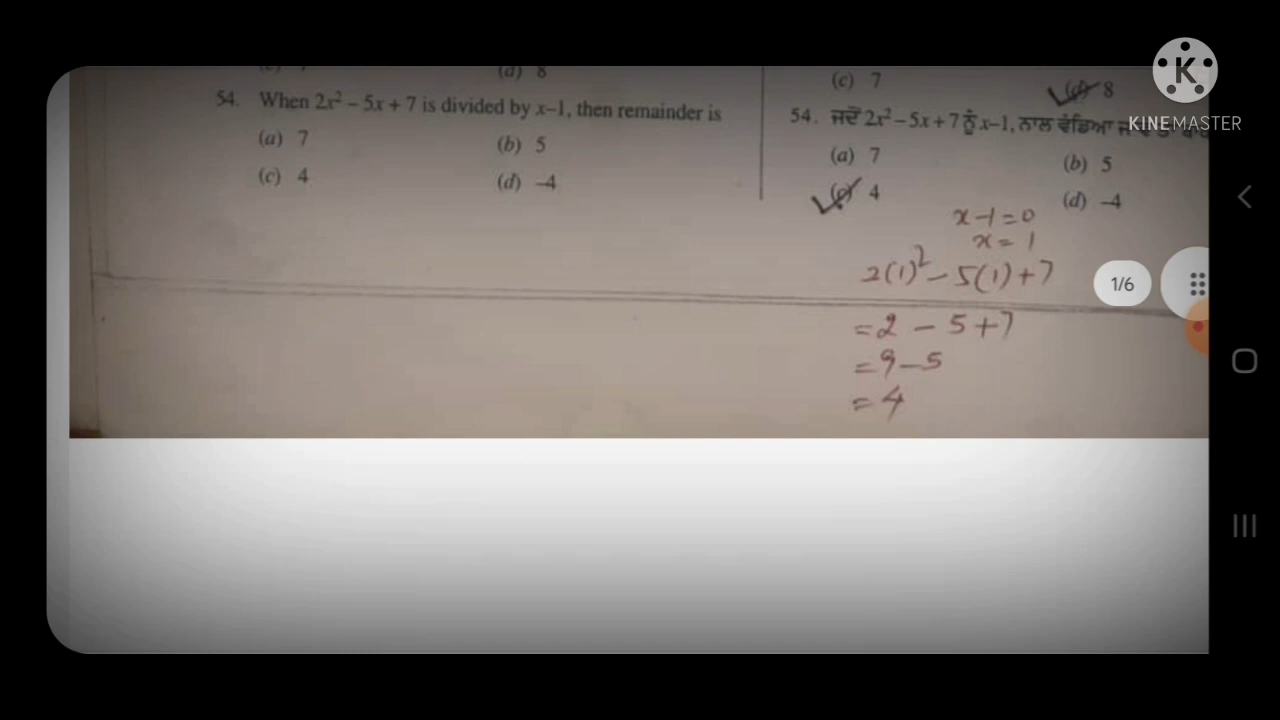 (d) 8
54. When 2x² – 5x + 7 is divided by x–1, then remainder is
(a) 7 (b) 5
(c) 4 (d) –4
(c) 7 (d) 8
54. ਜਦੋਂ 2x² – 5x + 7 ਨੂੰ x–1, ਨਾਲ ਵੰਡਿਆ
(a) 7 (b) 5
(c) 4 (d) –4
x – 1 = 0
x = 1
2(1)² – 5(1) + 7
= 2 – 5 + 7
= 9 – 5
= 4
K
KINEMASTER
1/6